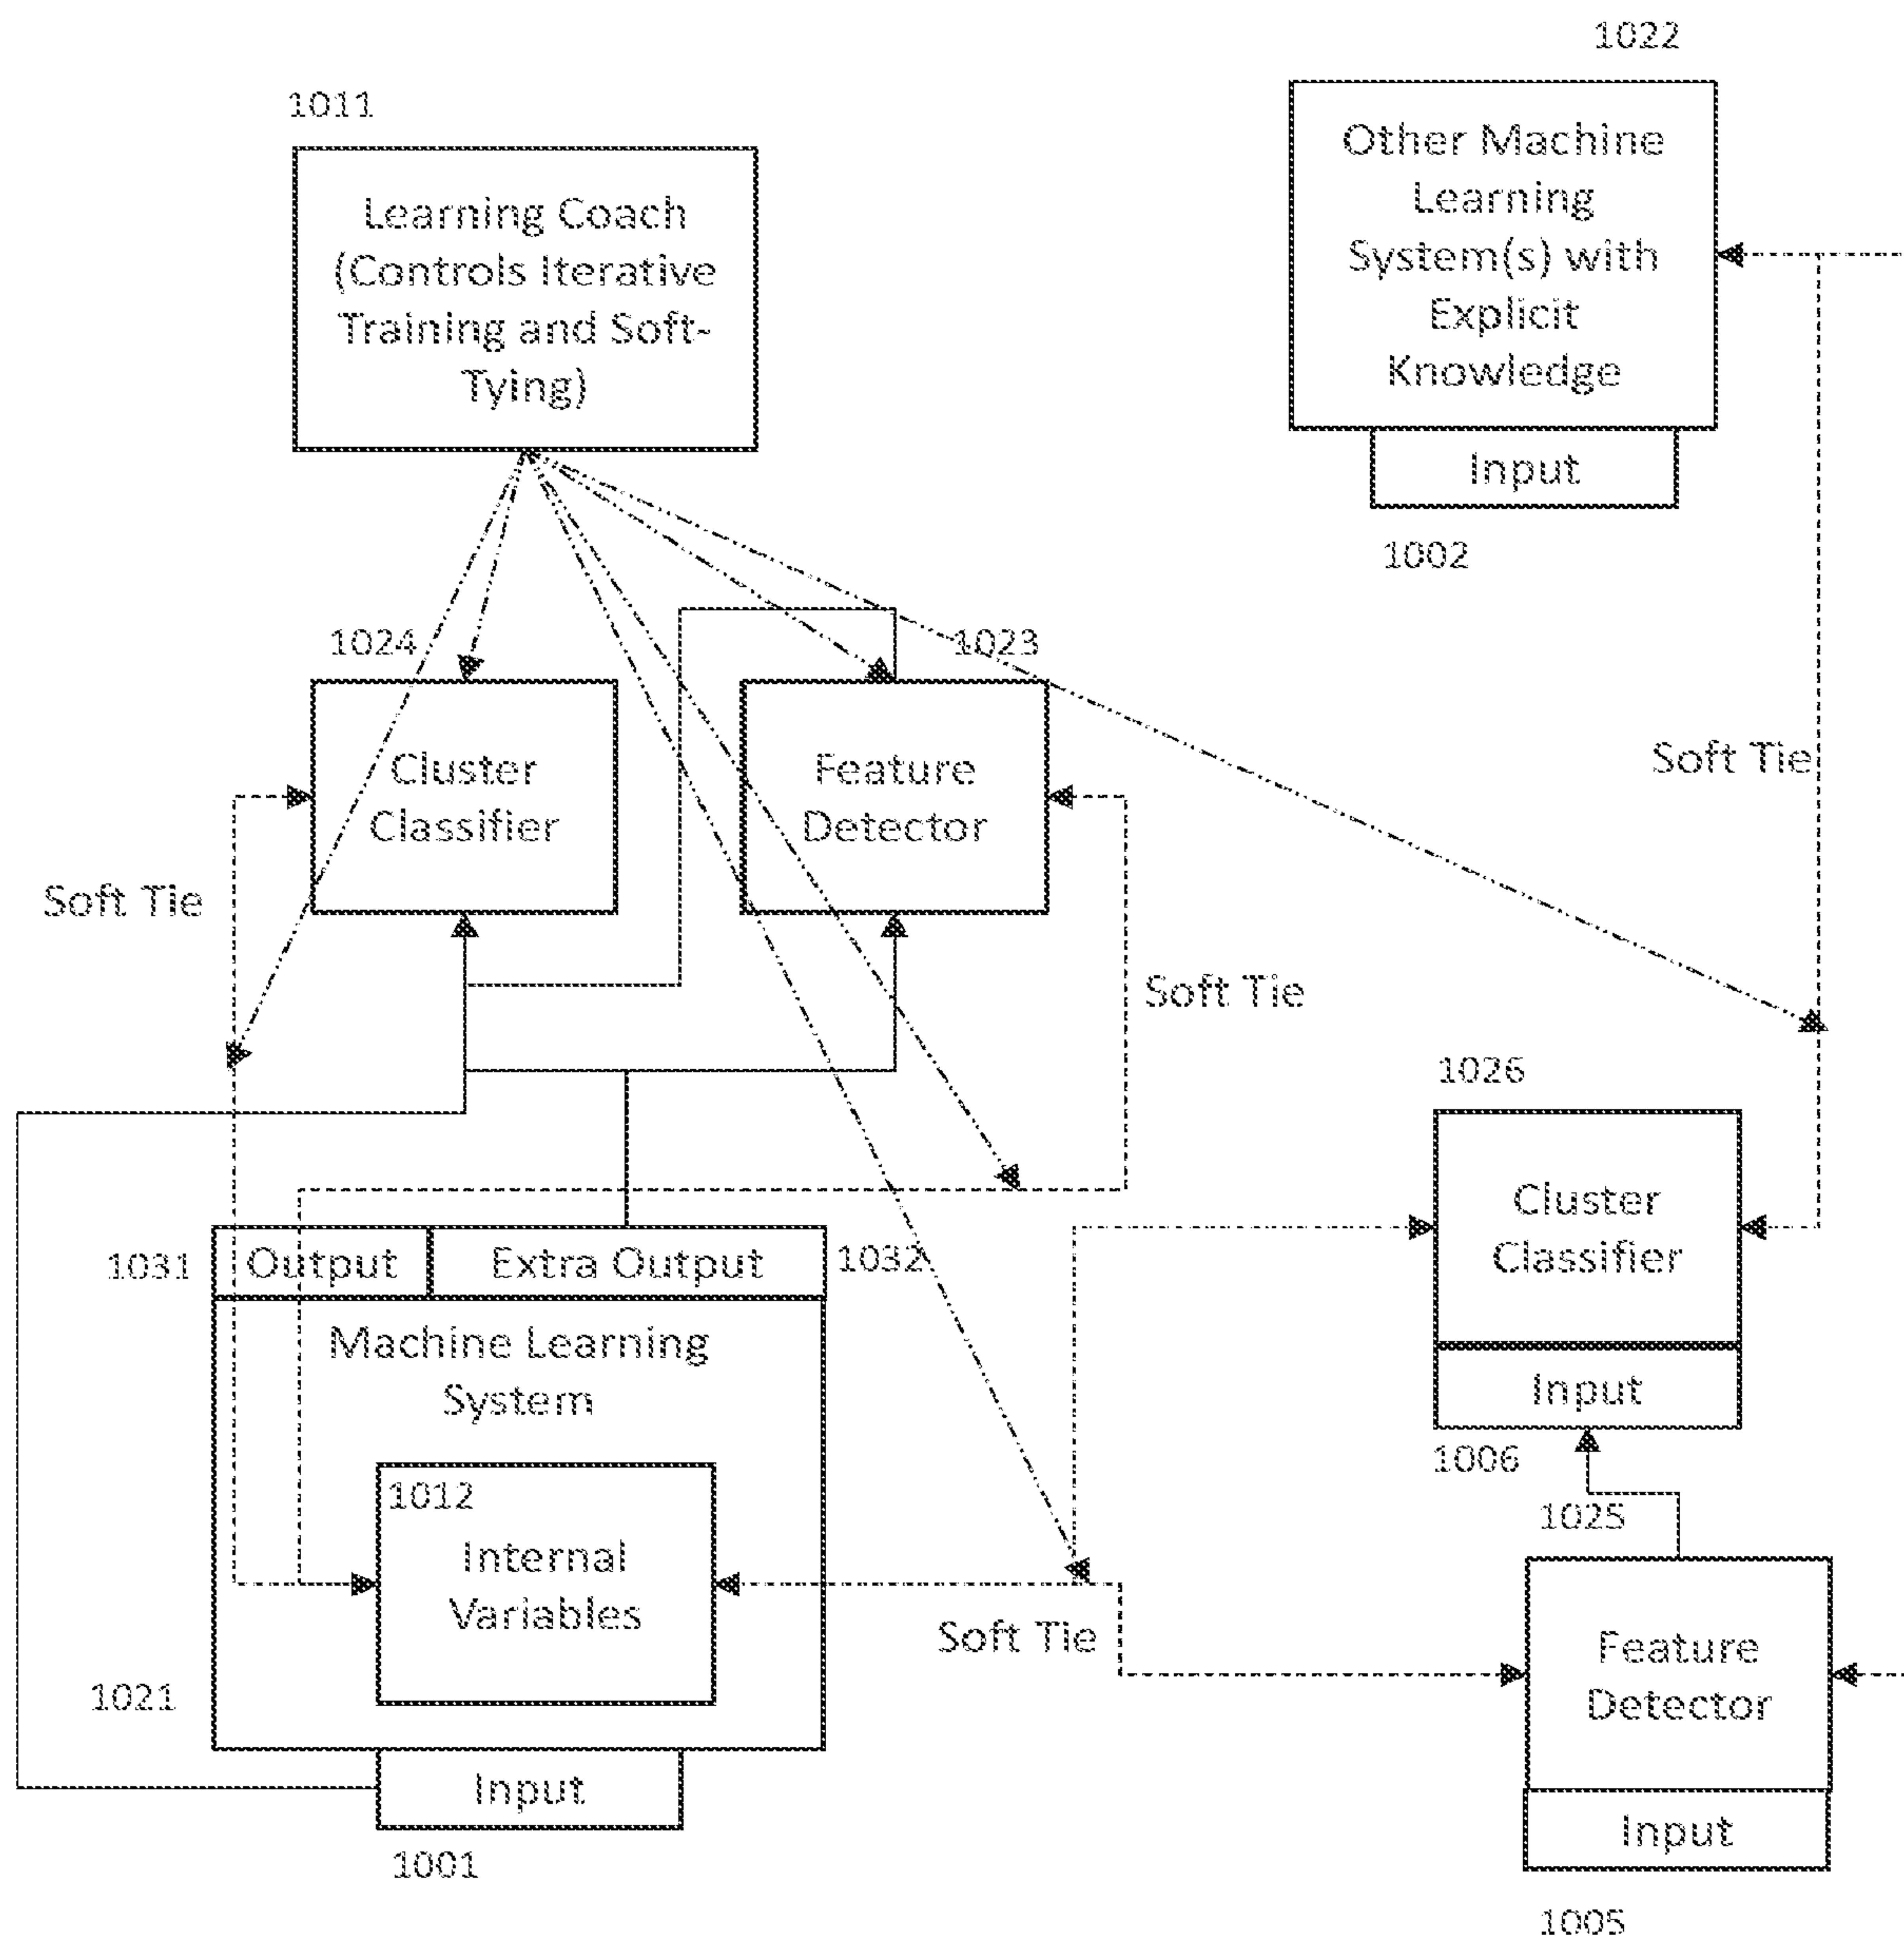 1022
1011
Other Machine
Learning
System(s) with
Explicit
Knowledge
Learning Coach
(Controls Iterative
Training and Soft-
Tying)
Input
1002
1024
1023
Cluster
Classifier
Feature
Detector
Soft Tie
Soft Tie
Soft Tie
1026
Cluster
Classifier
Input
1006
1031
Output
Extra Output
1032
Machine Learning
System
1012
Internal
Variables
Soft Tie
1025
Feature
Detector
Input
1005
1021
Input
1001